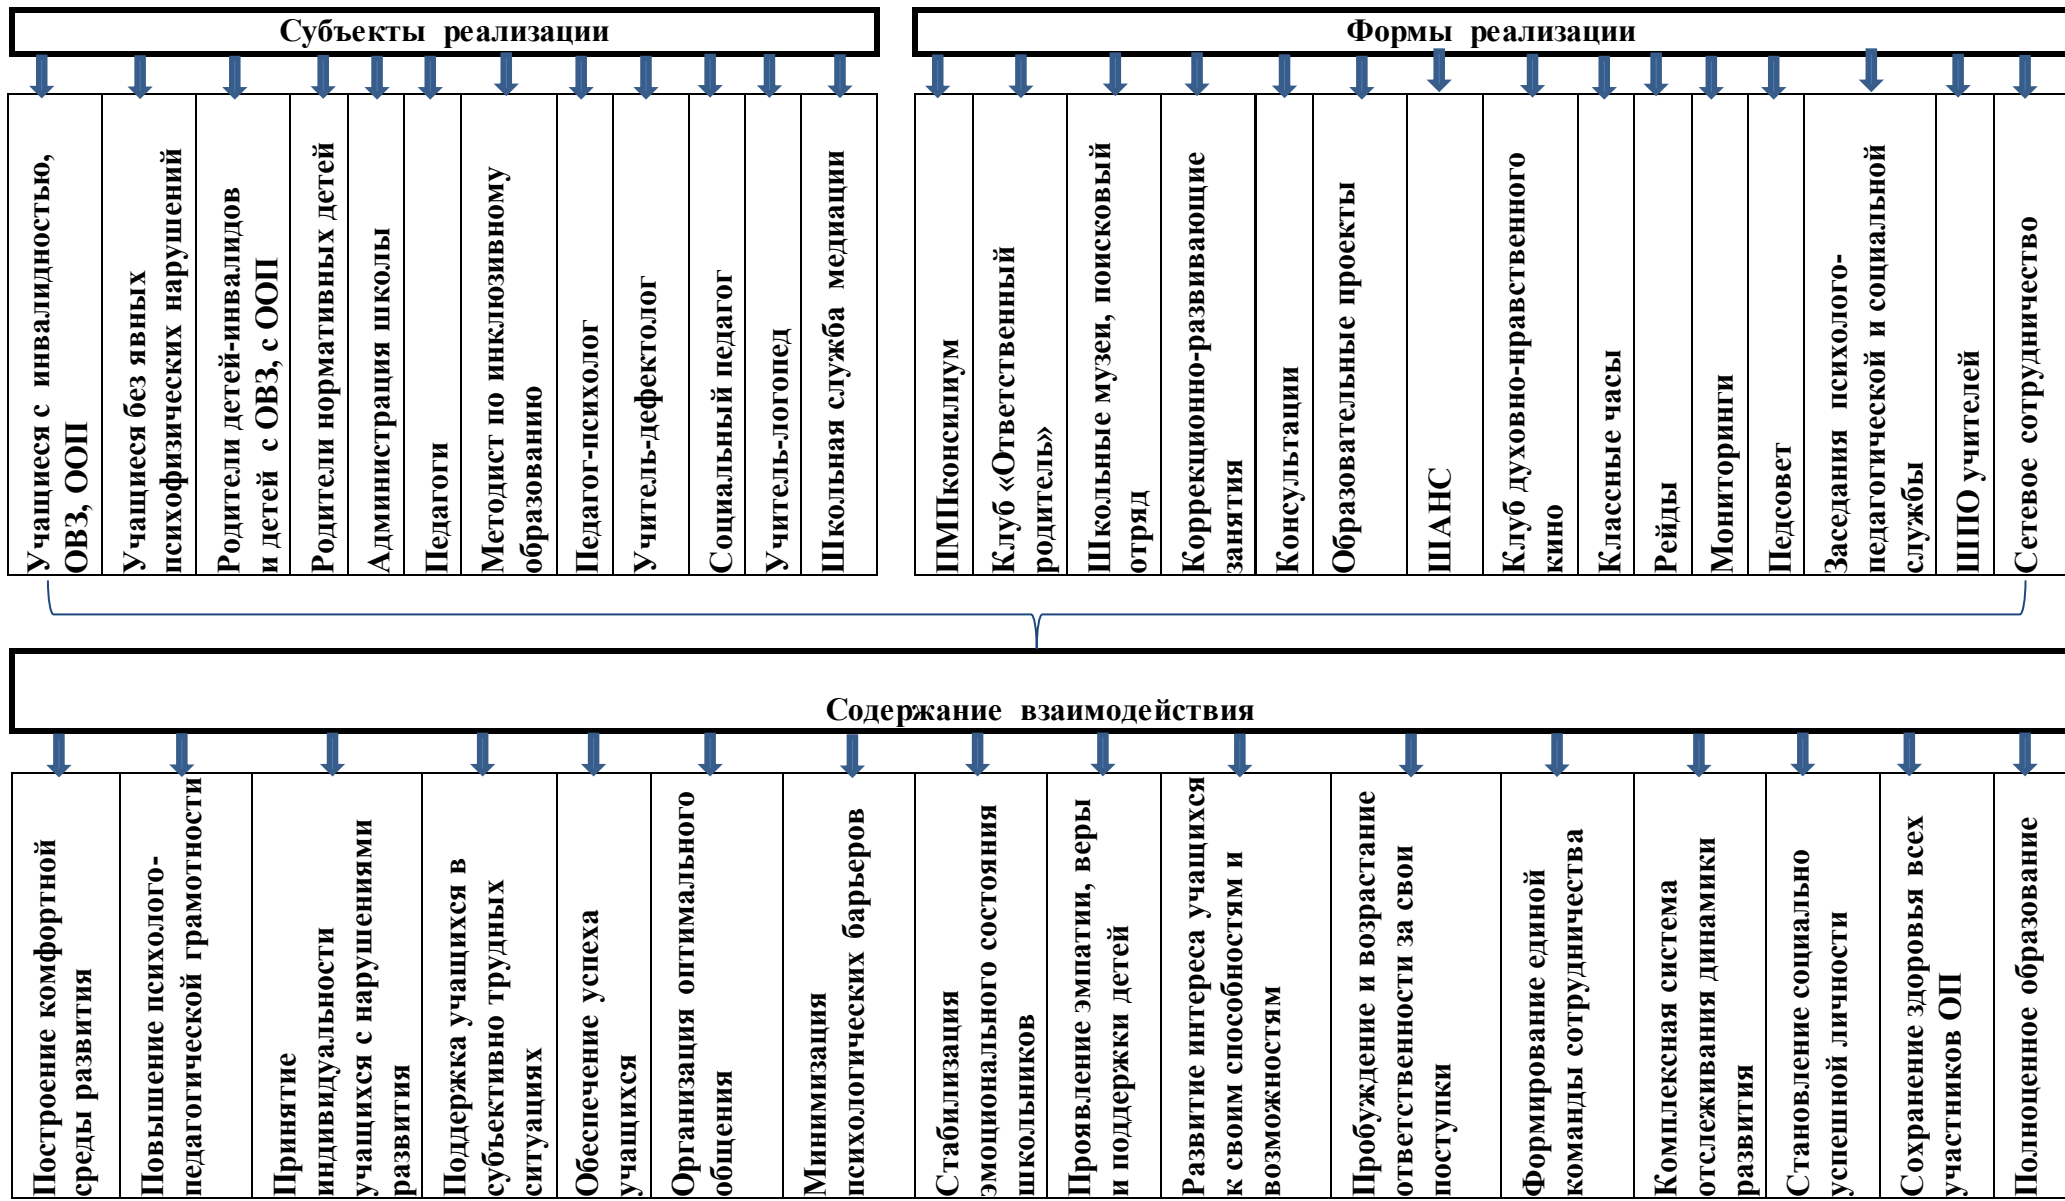 Субъекты реализации
Формы реализации
Учащиеся с инвалидностью,
ОВЗ, ООП
Учащиеся без явных
психофизических нарушений
Родители детей-инвалидов
и детей с ОВЗ, с ООП
Родители нормативных детей
Администрация школы
Педагоги
Методист по инклюзивному
образованию
Педагог-психолог
Учитель-дефектолог
Социальный педагог
Учитель-логопед
Школьная служба медиации
ПМПконсилиум
Клуб «Ответственный
родитель»
Школьные музеи, поисковый
отряд
Коррекционно-развивающие
занятия
Консультации
Образовательные проекты
ШАНС
Клуб духовно-нравственного
кино
Классные часы
Рейды
Мониторинги
Педсовет
Заседания психолого-
педагогической и социальной
службы
ШПО учителей
Сетевое сотрудничество
Содержание взаимодействия
Построение комфортной
среды развития
Повышение психолого-
педагогической грамотности
Принятие
индивидуальности
учащихся с нарушениями
развития
Поддержка учащихся в
субъективно трудных
ситуациях
Обеспечение успеха
учащихся
Организация оптимального
общения
Минимизация
психологических барьеров
Стабилизация
эмоционального состояния
школьников
Проявление эмпатии, веры
и поддержки детей
Развитие интереса учащихся
к своим способностям и
возможностям
Пробуждение и возрастание
ответственности за свои
поступки
Формирование единой
команды сотрудничества
Комплексная система
отслеживания динамики
развития
Становление социально
успешной личности
Сохранение здоровья всех
участников ОП
Полноценное образование